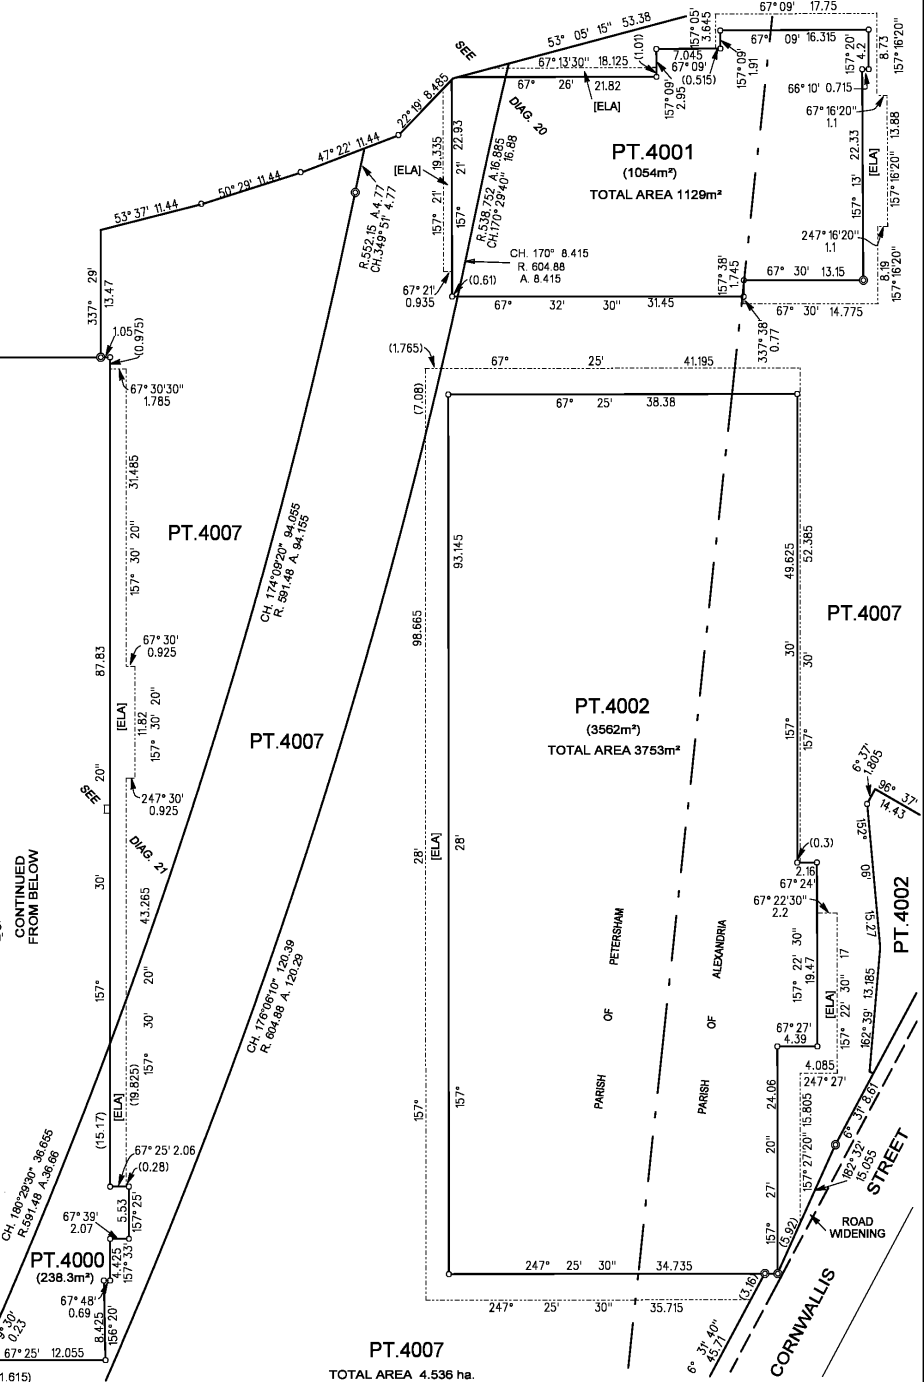 67° 09' 17.75
53° 05' 15" 53.38
157° 05'
3.645
67° 09' 16.315
157° 20'
4.2
8.73
157° 16'20"
SEE
(1.01)
7.045
67° 09'
(0.515)
157° 09'
1.91
67° 13'30" 18.125
67° 26' 21.82
[ELA]
157° 09'
2.95
66° 10' 0.715
67° 16'20"
1.1
22° 19' 8.485
DIAG. 20
47° 22' 11.44
50° 29' 11.44
53° 37' 11.44
[ELA]
157° 21' 19.335
157° 21' 22.93
R.538.752 A.16.885
CH.170° 29'40" 16.88
PT.4001
(1054m²)
TOTAL AREA 1129m²
157° 13' 22.33
[ELA]
157° 16'20" 13.88
R.552.15 A.4.77
CH.349° 51' 4.77
247° 16'20"
1.1
8.19
157° 16'20"
CH. 170° 8.415
R. 604.88
A. 8.415
157° 38'
1.745
67° 30' 13.15
67° 21'
0.935
(0.61)
67° 32' 30" 31.45
67° 30' 14.775
337° 38'
0.77
337° 29'
13.47
1.05
(0.975)
67° 30'30"
1.785
(1.765)
67° 25' 41.195
(7.08)
67° 25' 38.38
31.485
157° 30' 20"
PT.4007
CH. 174°09'20" 94.055
R. 591.48 A. 94.155
93.145
98.665
49.625
52.385
PT.4007
67° 30'
0.925
87.83
[ELA]
11.82
157° 30' 20"
PT.4007
PT.4002
(3562m²)
TOTAL AREA 3753m²
157° 30'
157° 30'
6° 37'
1.805
96° 37'
14.43
SEE
20"
247° 30'
0.925
DIAG. 21
28'
[ELA]
28'
(0.3)
2.16
67° 24'
152° 06' 15.27
CONTINUED
FROM BELOW
30'
43.265
67° 22'30"
2.2
PT.4002
PARISH OF PETERSHAM
PARISH OF ALEXANDRIA
157° 22' 30"
19.47
[ELA]
157° 22' 30" 17
162° 39' 13.185
CH. 176°06'10" 120.39
R. 604.88 A. 120.29
157°
157° 30' 20"
67° 27'
4.39
4.085
247° 27'
(19.825)
[ELA]
(15.17)
157°
157°
24.06
157° 27' 20"
157° 27'20" 15.805
6° 31' 8.61
182° 32'
15.055
STREET
CH. 180°29'30" 36.655
R.591.48 A.36.66
67° 25' 2.06
(0.28)
5.53
157° 25'
67° 39'
2.07
ROAD
WIDENING
(5.92)
PT.4000
(238.3m²)
4.425
157° 33'
67° 48'
0.69
8.425
156° 20'
247° 25' 30" 34.735
(3.16)
247° 25' 30" 35.715
CORNWALLIS
6° 31' 40"
45.71
30'
0.23
67° 25' 12.055
PT.4007
TOTAL AREA 4.536 ha.